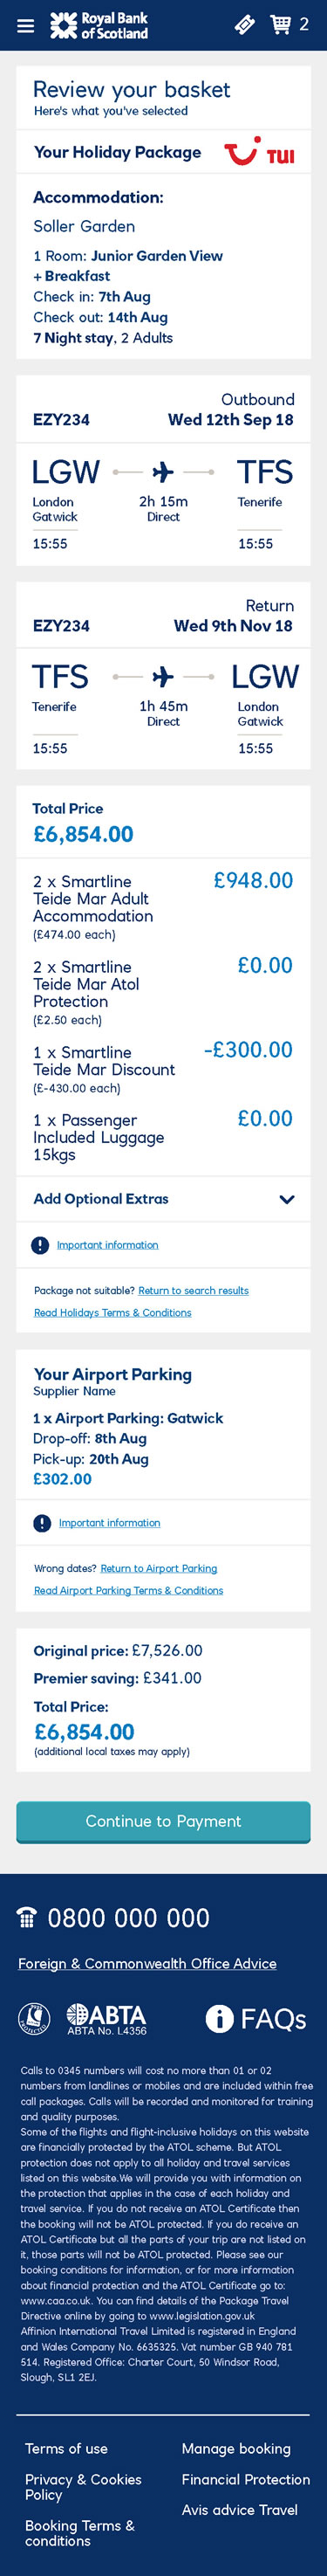 Royal Bank
of Scotland
2
Review your basket
Here's what you've selected
Your Holiday Package
TUI
Accommodation:
Soller Garden
1 Room: Junior Garden View
+ Breakfast
Check in: 7th Aug
Check out: 14th Aug
7 Night stay, 2 Adults
Outbound
EZY234 Wed 12th Sep 18
LGW TFS
London Gatwick 2h 15m Direct Tenerife
15:55 15:55
Return
EZY234 Wed 9th Nov 18
TFS LGW
Tenerife 1h 45m Direct London Gatwick
15:55 15:55
Total Price
£6,854.00
2 x Smartline £948.00
Teide Mar Adult
Accommodation
(£474.00 each)
2 x Smartline £0.00
Teide Mar Atol
Protection
(£2.50 each)
1 x Smartline -£300.00
Teide Mar Discount
(£-430.00 each)
1 x Passenger £0.00
Included Luggage
15kgs
Add Optional Extras
Important information
Package not suitable? Return to search results
Read Holidays Terms & Conditions
Your Airport Parking
Supplier Name
1 x Airport Parking: Gatwick
Drop-off: 8th Aug
Pick-up: 20th Aug
£302.00
Important information
Wrong dates? Return to Airport Parking
Read Airport Parking Terms & Conditions
Original price: £7,526.00
Premier saving: £341.00
Total Price:
£6,854.00
(additional local taxes may apply)
Continue to Payment
0800 000 000
Foreign & Commonwealth Office Advice
ABTA
ABTA No. L4356
FAQs
Calls to 0345 numbers will cost no more than 01 or 02
numbers from landlines or mobiles and are included within free
call packages. Calls will be recorded and monitored for training
and quality purposes.
Some of the flights and flight-inclusive holidays on this website
are financially protected by the ATOL scheme. But ATOL
protection does not apply to all holiday and travel services
listed on this website.We will provide you with information on
the protection that applies in the case of each holiday and
travel service. If you do not receive an ATOL Certificate then
the booking will not be ATOL protected. If you do receive an
ATOL Certificate but all the parts of your trip are not listed on
it, those parts will not be ATOL protected. Please see our
booking conditions for information, or for more information
about financial protection and the ATOL Certificate go to:
www.caa.co.uk. You can find details of the Package Travel
Directive online by going to www.legislation.gov.uk
Affinion International Travel Limited is registered in England
and Wales Company No. 6635325. Vat number GB 940 781
514. Registered Office: Charter Court, 50 Windsor Road,
Slough, SL1 2EJ.
Terms of use
Manage booking
Privacy & Cookies
Policy
Financial Protection
Avis advice Travel
Booking Terms &
conditions